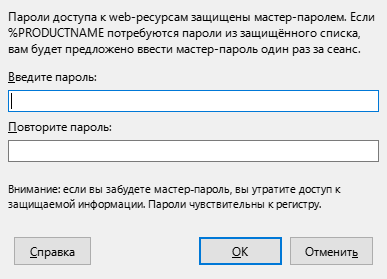 Пароли доступа к web-ресурсам защищены мастер-паролем. Если
%PRODUCTNAME потребуются пароли из защищённого списка,
вам будет предложено ввести мастер-пароль один раз за сеанс.
Введите пароль:
Повторите пароль:
Внимание: если вы забудете мастер-пароль, вы утратите доступ к
защищаемой информации. Пароли чувствительны к регистру.
Справка
OK
Отменить